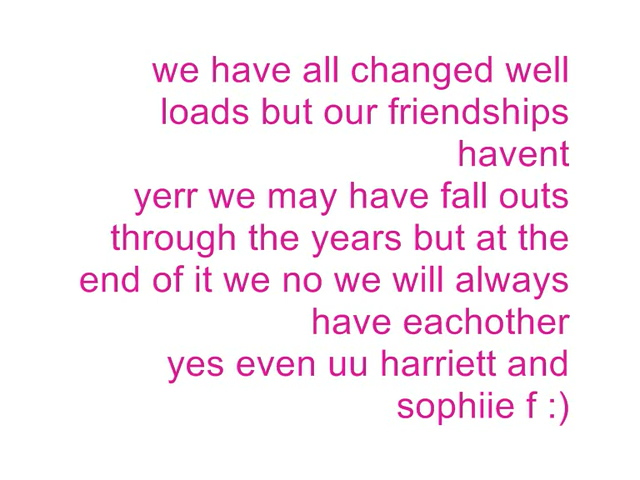 we have all changed well
loads but our friendships
havent
yerr we may have fall outs
through the years but at the
end of it we no we will always
have eachother
yes even uu harriett and
sophiie f :)